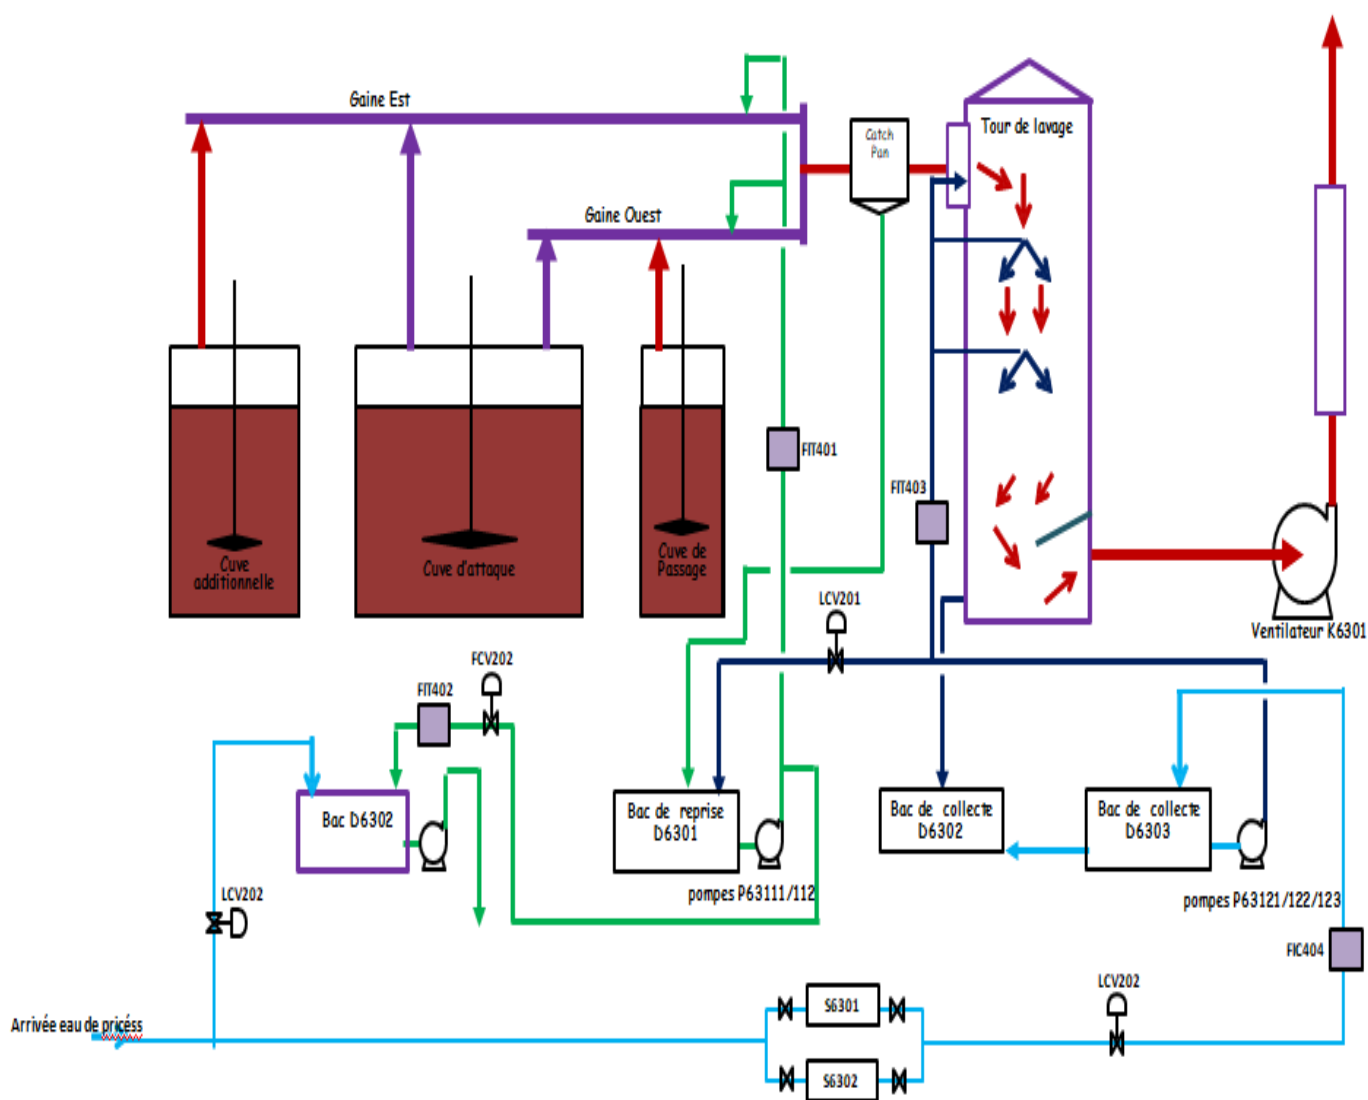 Gaine Est
Catch
Pan
Tour de lavage
Gaine Ouest
FIT401
FIT403
Cuve
additionnelle
Cuve d'attaque
Cuve de
Passage
LCV201
Ventilateur K6301
FCV202
FIT402
Bac D6302
Bac de reprise
D6301
Bac de collecte
D6302
Bac de collecte
D6303
pompes P63111/112
pompes P63121/122/123
LCV202
FIC404
LCV202
S6301
Arrivée eau de pricéss
S6302